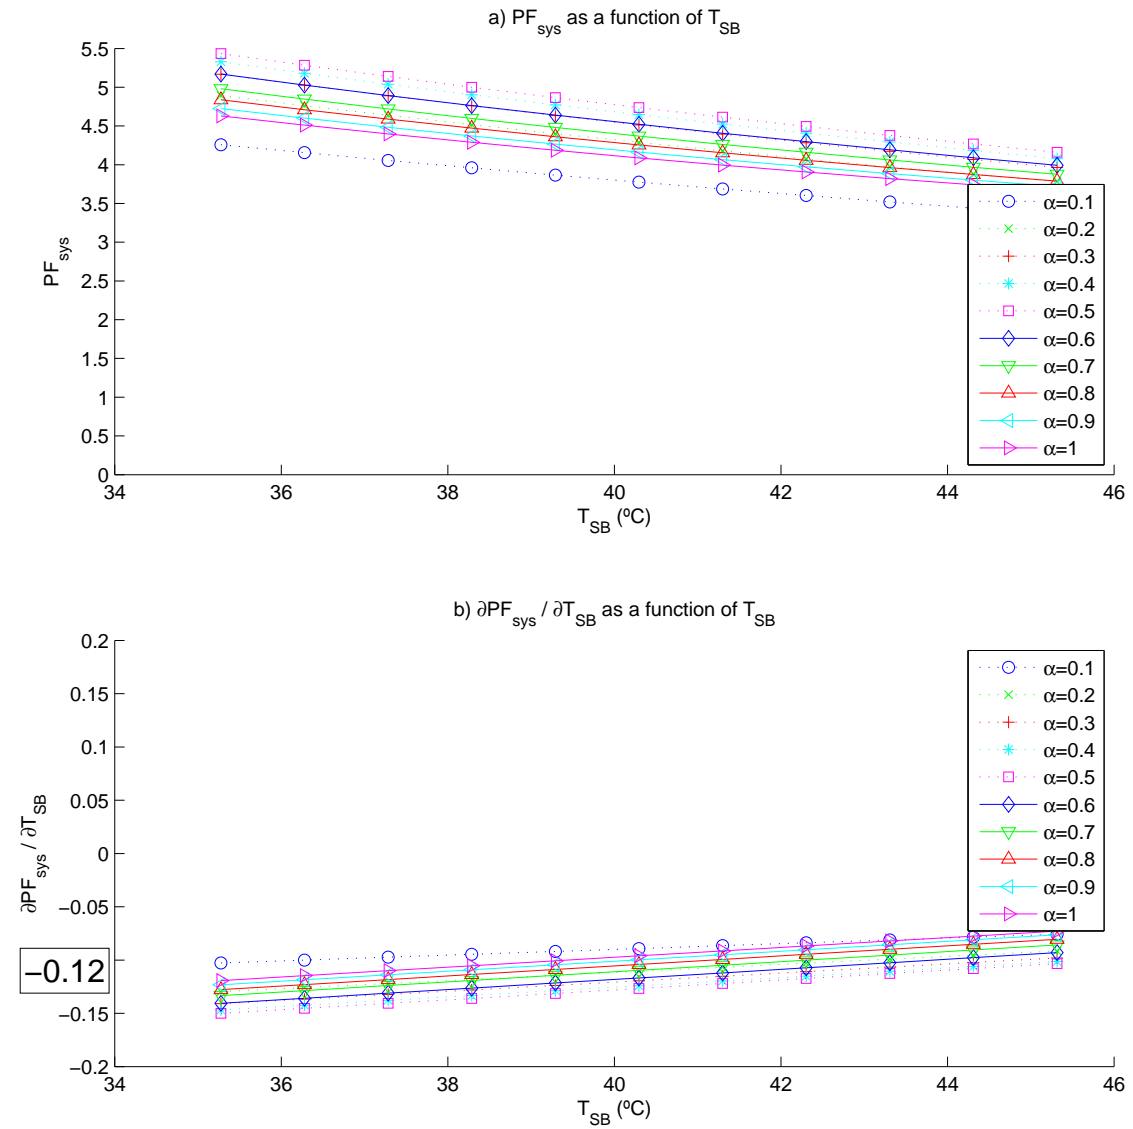 a) PFsys as a function of TSB
5.5
5
4.5
4
3.5
3
2.5
2
1.5
1
0.5
0
PFsys
34
36
38
40
42
44
46
TSB (ºC)
α=0.1
α=0.2
α=0.3
α=0.4
α=0.5
α=0.6
α=0.7
α=0.8
α=0.9
α=1
b) ∂PFsys / ∂TSB as a function of TSB
0.2
0.15
0.1
0.05
0
−0.05
−0.12
−0.15
−0.2
∂PFsys / ∂TSB
34
36
38
40
42
44
46
TSB (ºC)
α=0.1
α=0.2
α=0.3
α=0.4
α=0.5
α=0.6
α=0.7
α=0.8
α=0.9
α=1